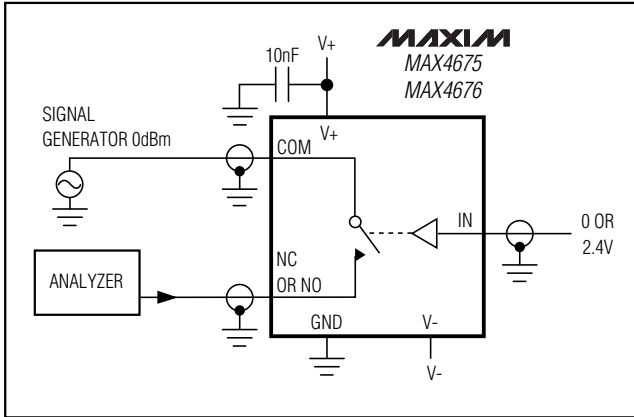 10nF
V+
MAXIM
MAX4675
MAX4676
SIGNAL
GENERATOR 0dBm
V+
COM
IN
0 OR
2.4V
NC
OR NO
ANALYZER
GND
V-
V-